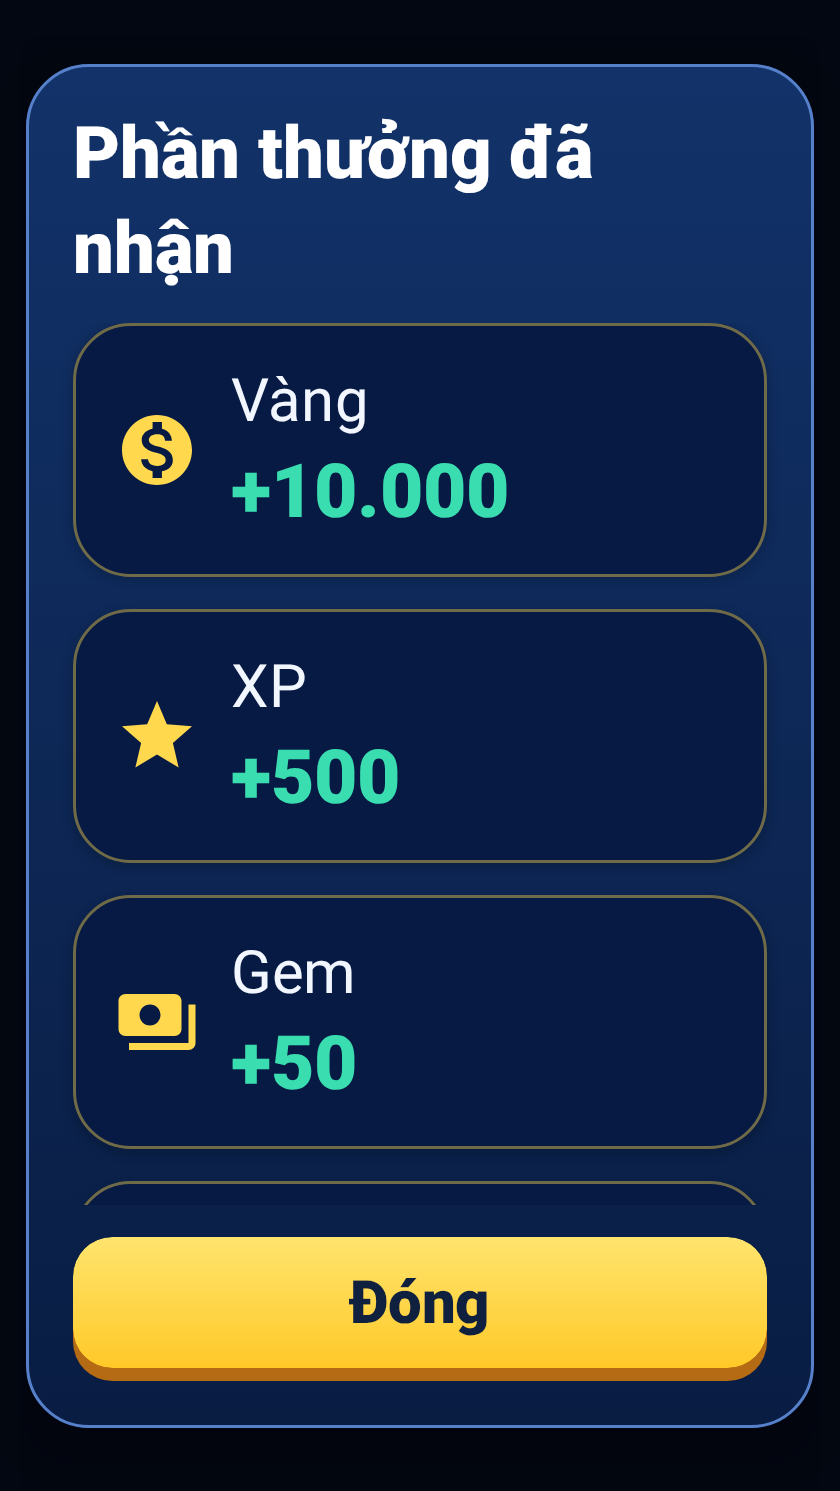 Phần thưởng đã
nhận
Vàng
+10.000
XP
+500
Gem
+50
Đóng